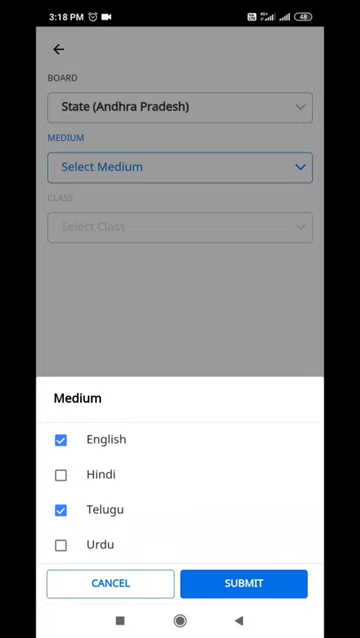 3:18 PM 4G 48
BOARD
State (Andhra Pradesh)
MEDIUM
Select Medium
CLASS
Select Class
Medium
English
Hindi
Telugu
Urdu
CANCEL SUBMIT